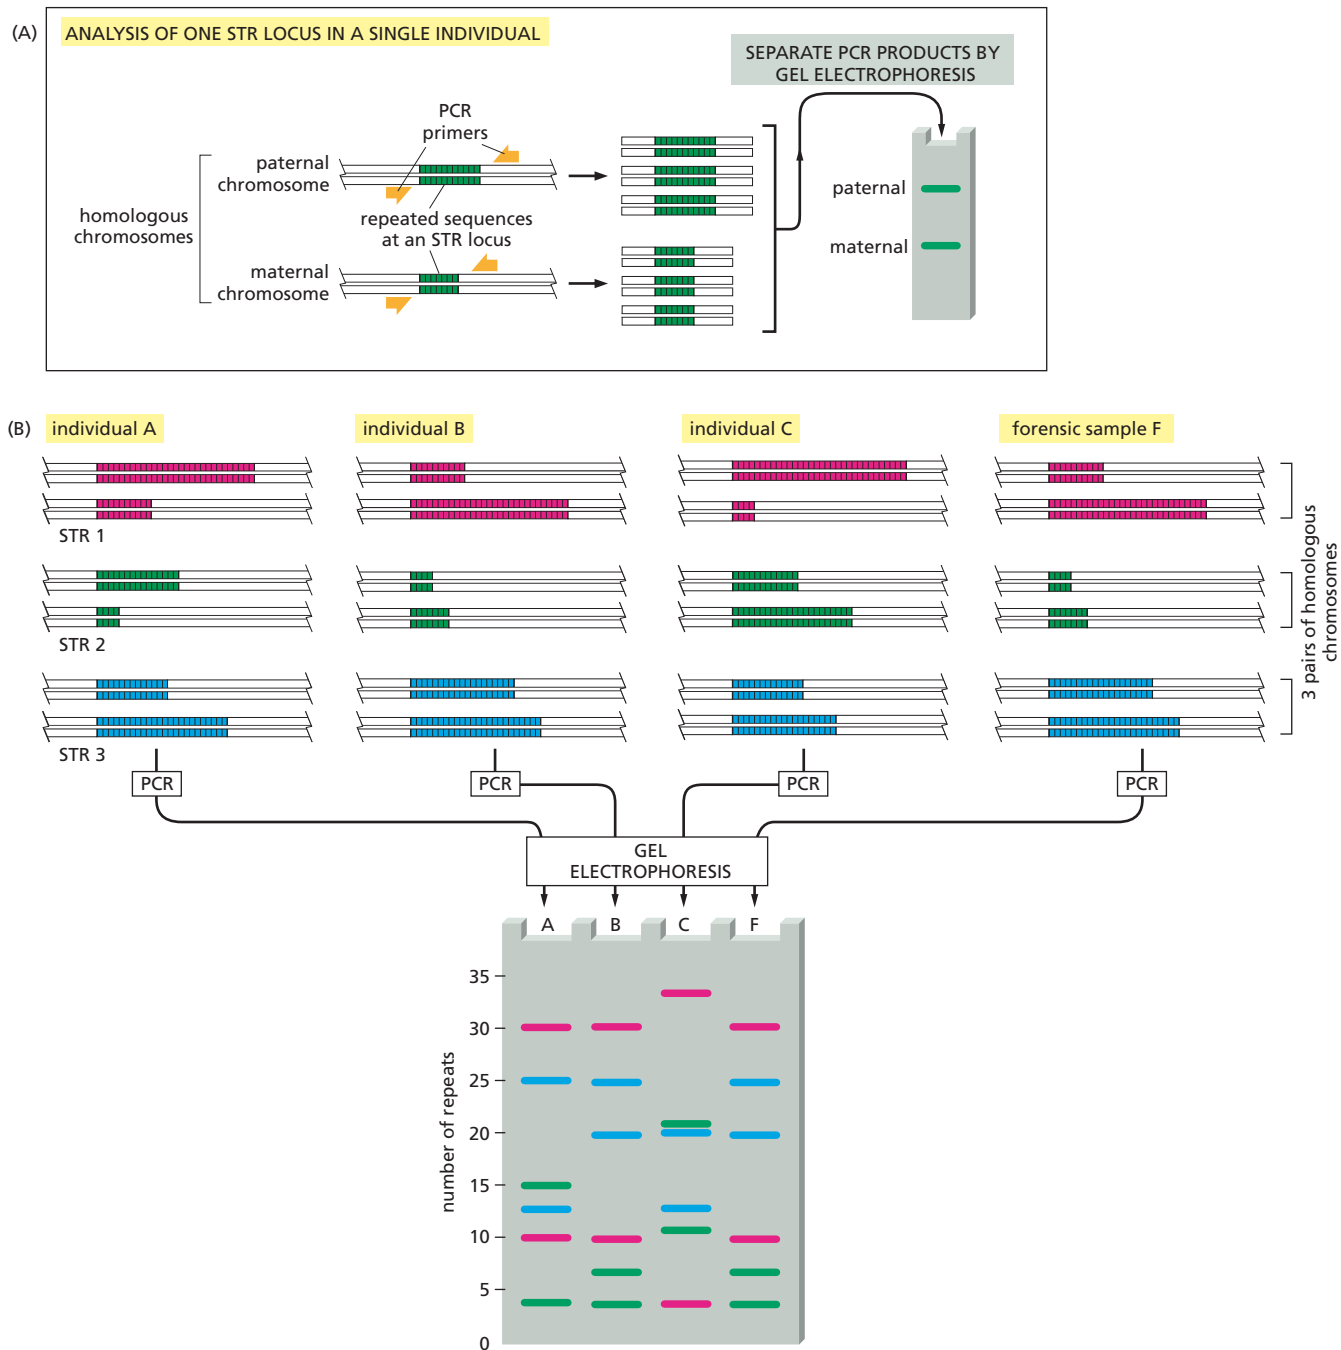 (A)
ANALYSIS OF ONE STR LOCUS IN A SINGLE INDIVIDUAL
SEPARATE PCR PRODUCTS BY
GEL ELECTROPHORESIS
PCR
primers
paternal
chromosome
homologous
chromosomes
repeated sequences
at an STR locus
maternal
chromosome
paternal
maternal
(B)
individual A
individual B
individual C
forensic sample F
STR 1
STR 2
STR 3
3 pairs of homologous
chromosomes
PCR
PCR
PCR
PCR
GEL
ELECTROPHORESIS
A
B
C
F
number of repeats
35
30
25
20
15
10
5
0